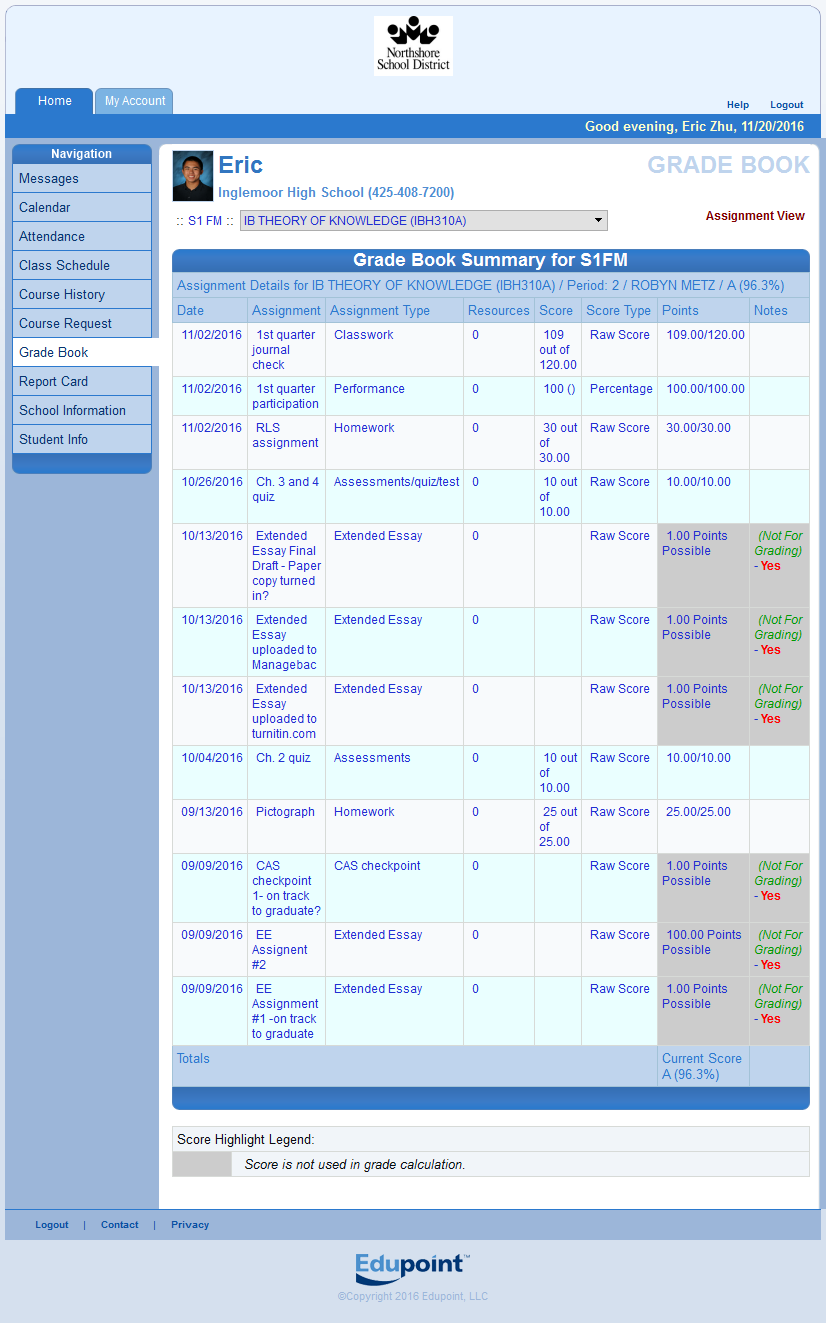 Northshore
School District
Home
My Account
Help
Logout
Good evening, Eric Zhu, 11/20/2016
Navigation
Messages
Calendar
Attendance
Class Schedule
Course History
Course Request
Grade Book
Report Card
School Information
Student Info
Eric
GRADE BOOK
Inglemoor High School (425-408-7200)
:: S1 FM :: IB THEORY OF KNOWLEDGE (IBH310A)
Assignment View
Grade Book Summary for S1FM
Assignment Details for IB THEORY OF KNOWLEDGE (IBH310A) / Period: 2 / ROBYN METZ / A (96.3%)
Date Assignment Assignment Type Resources Score Score Type Points Notes
11/02/2016 1st quarter Classwork 0 109 Raw Score 109.00/120.00
journal out of
check 120.00
11/02/2016 1st quarter Performance 0 100 () Percentage 100.00/100.00
participation
11/02/2016 RLS Homework 0 30 out Raw Score 30.00/30.00
assignment of
30.00
10/26/2016 Ch. 3 and 4 Assessments/quiz/test 0 10 out Raw Score 10.00/10.00
quiz of
10.00
10/13/2016 Extended Extended Essay 0 Raw Score 1.00 Points (Not For
Essay Final Possible Grading)
Draft - Paper - Yes
copy turned
in?
10/13/2016 Extended Extended Essay 0 Raw Score 1.00 Points (Not For
Essay Possible Grading)
uploaded to - Yes
Managebac
10/13/2016 Extended Extended Essay 0 Raw Score 1.00 Points (Not For
Essay Possible Grading)
uploaded to - Yes
turnitin.com
10/04/2016 Ch. 2 quiz Assessments 0 10 out Raw Score 10.00/10.00
of
10.00
09/13/2016 Pictograph Homework 0 25 out Raw Score 25.00/25.00
of
25.00
09/09/2016 CAS CAS checkpoint 0 Raw Score 1.00 Points (Not For
checkpoint Possible Grading)
1- on track - Yes
to graduate?
09/09/2016 EE Extended Essay 0 Raw Score 100.00 Points (Not For
Assignent Possible Grading)
#2 - Yes
09/09/2016 EE Extended Essay 0 Raw Score 1.00 Points (Not For
Assignment Possible Grading)
#1 -on track - Yes
to graduate
Totals Current Score
A (96.3%)
Score Highlight Legend:
Score is not used in grade calculation.
Logout | Contact | Privacy
Edupoint™
©Copyright 2016 Edupoint, LLC